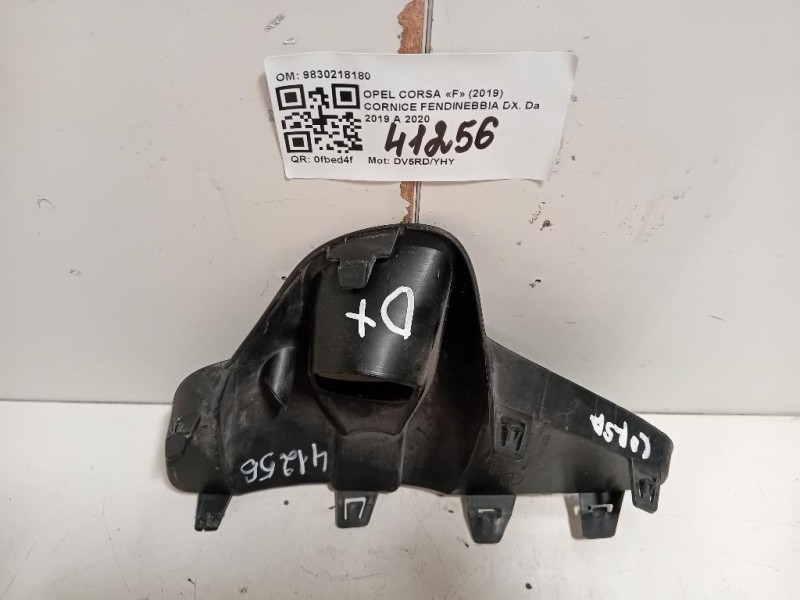 OM: 9830218180
OPEL CORSA «F» (2019)
CORNICE FENDINEBBIA DX. Da
2019 A 2020
41256
QR: 0fbed4f
Mot: DV5RD/YHY
DX
41256
CORSA